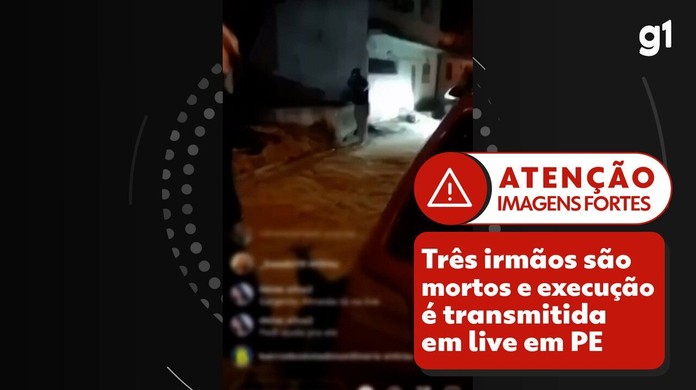 g1
ATENÇÃO
IMAGENS FORTES
Três irmãos são
mortos e execução
é transmitida
em live em PE